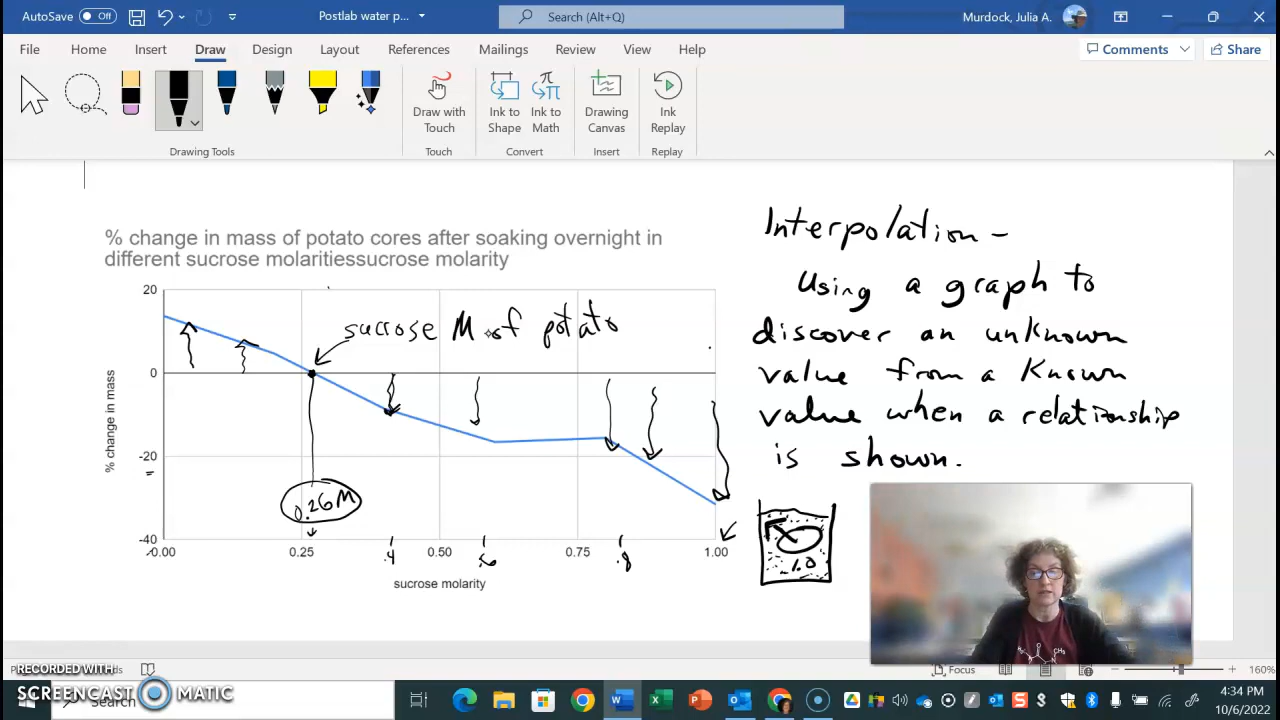 AutoSave Off Postlab water p... Search (Alt+Q) Murdock, Julia A.
File Home Insert Draw Design Layout References Mailings Review View Help Comments Share
Draw with Touch Ink to Shape Ink to Math Drawing Canvas Ink Replay
Drawing Tools Touch Convert Insert Replay
% change in mass of potato cores after soaking overnight in
different sucrose molaritiessucrose molarity
20
0
-20
-40
% change in mass
sucrose M of potato
0.26M
0.00 0.25 .4 0.50 .6 0.75 .8 1.00
sucrose molarity
Interpolation -
Using a graph to
discover an unknown
value from a known
value when a relationship
is shown.
1.0
Focus 160%
RECORDED WITH
SCREENCAST MATIC
Search
4:34 PM
10/6/2022